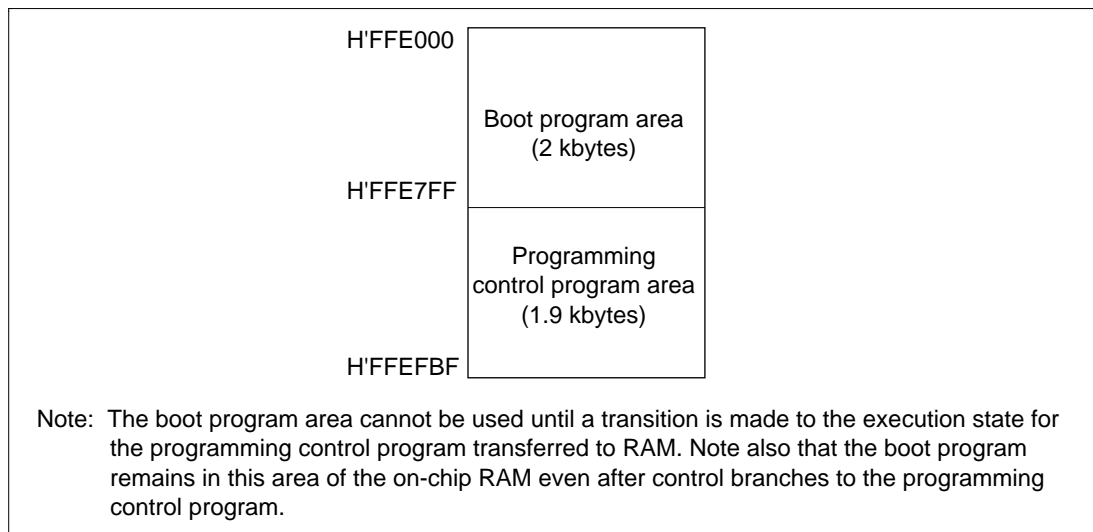 H'FFE000
Boot program area
(2 kbytes)
H'FFE7FF
Programming
control program area
(1.9 kbytes)
H'FFEFBF
Note: The boot program area cannot be used until a transition is made to the execution state for
the programming control program transferred to RAM. Note also that the boot program
remains in this area of the on-chip RAM even after control branches to the programming
control program.